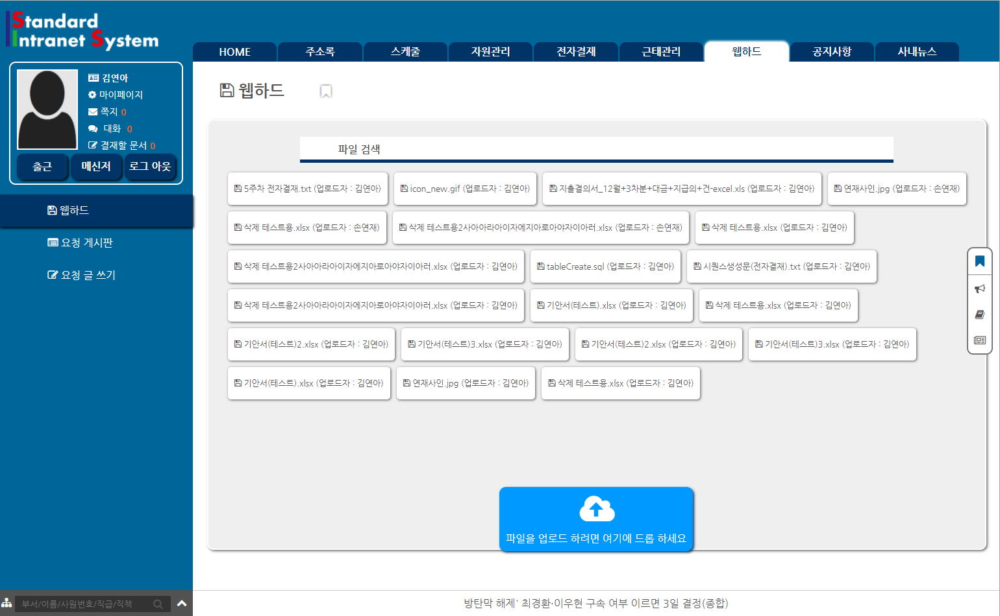 Standard
Intranet System
HOME
주소록
스케줄
자원관리
전자결재
근태관리
웹하드
공지사항
사내뉴스
김연아
마이페이지
쪽지 0
대화 0
결재할 문서 0
출근
메신저
로그 아웃
웹하드
요청 게시판
요청 글 쓰기
웹하드
파일 검색
5주차 전자결재.txt (업로드자 : 김연아)
icon_new.gif (업로드자 : 김연아)
지출결의서_12월+3차분+대금+지급의+건-excel.xls (업로드자 : 김연아)
연재사인.jpg (업로드자 : 손연재)
삭제 테스트용.xlsx (업로드자 : 손연재)
삭제 테스트용2사아아라아이자에지아로아야자이아러.xlsx (업로드자 : 손연재)
삭제 테스트용.xlsx (업로드자 : 김연아)
삭제 테스트용2사아아라아이자에지아로아야자이아러.xlsx (업로드자 : 김연아)
tableCreate.sql (업로드자 : 김연아)
시퀀스생성문(전자결재).txt (업로드자 : 김연아)
삭제 테스트용2사아아라아이자에지아로아야자이아러.xlsx (업로드자 : 김연아)
기안서(테스트).xlsx (업로드자 : 김연아)
삭제 테스트용.xlsx (업로드자 : 김연아)
기안서(테스트)2.xlsx (업로드자 : 김연아)
기안서(테스트)3.xlsx (업로드자 : 김연아)
기안서(테스트)2.xlsx (업로드자 : 김연아)
기안서(테스트)3.xlsx (업로드자 : 김연아)
기안서(테스트).xlsx (업로드자 : 김연아)
연재사인.jpg (업로드자 : 김연아)
삭제 테스트용.xlsx (업로드자 : 김연아)
파일을 업로드 하려면 여기에 드롭 하세요
부서/이름/사원번호/직급/직책
방탄막 해제' 최경환·이우현 구속 여부 이르면 3일 결정(종합)